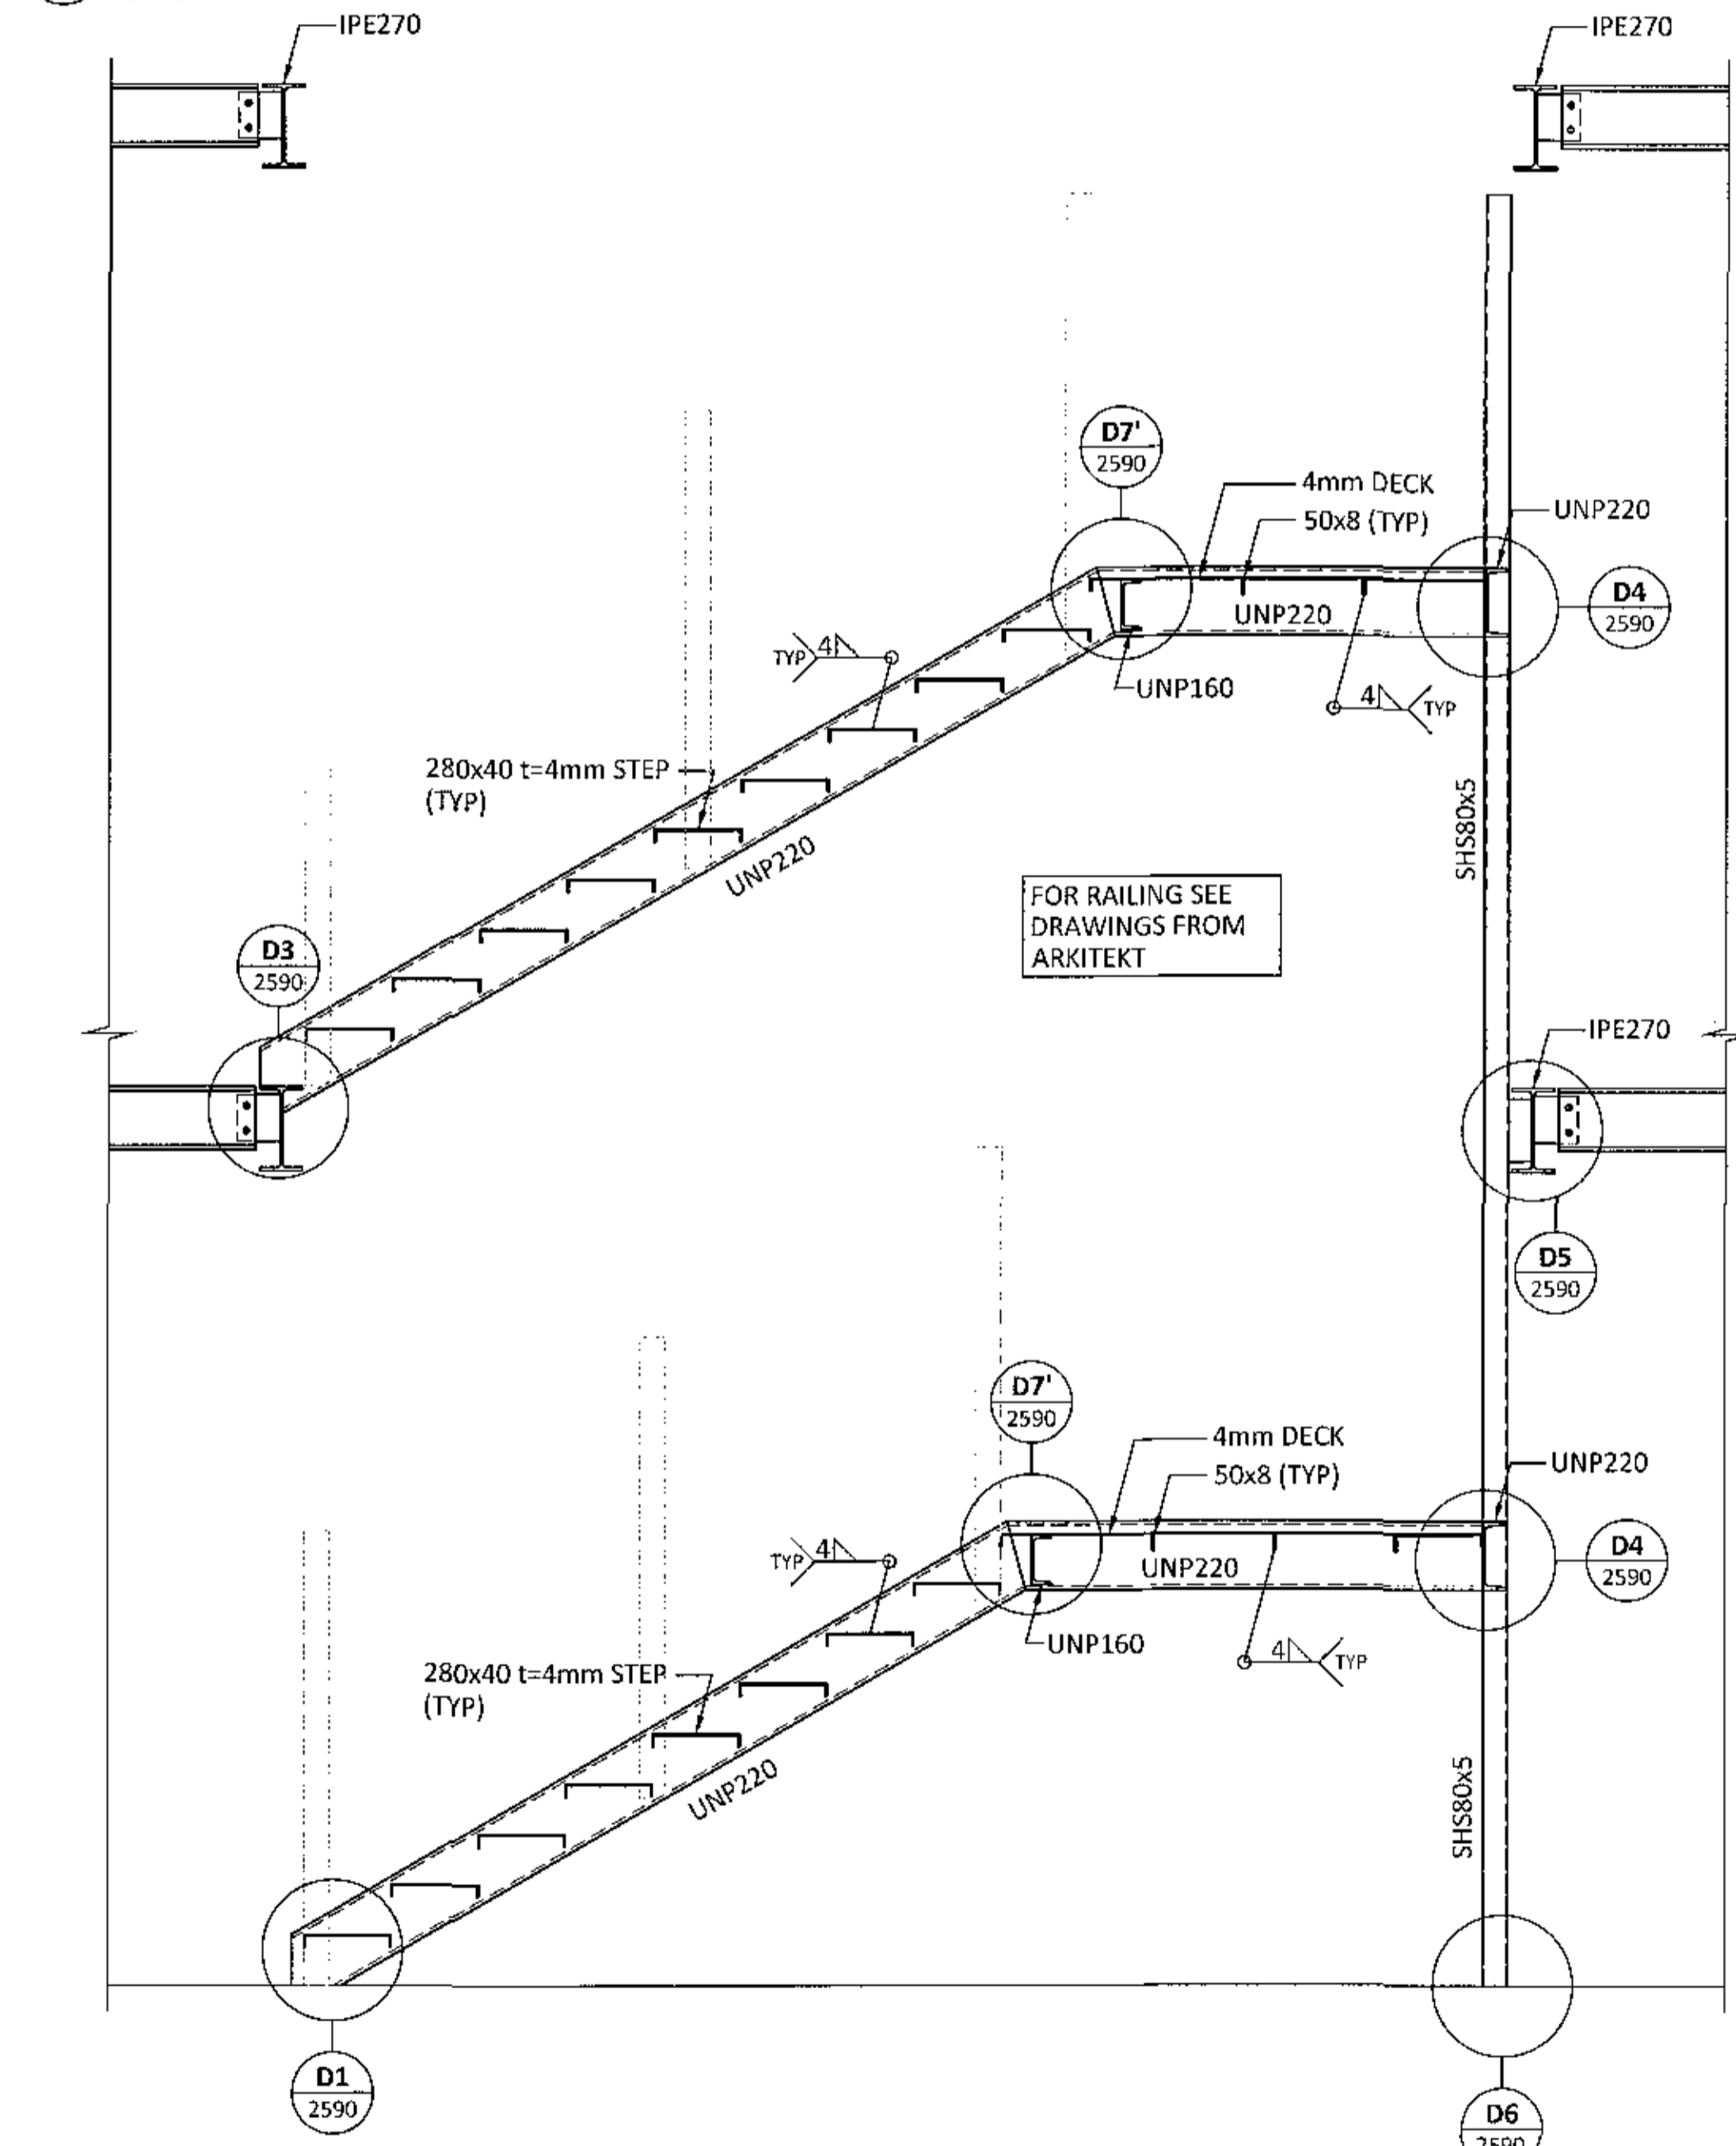 IPE270
IPE270
D7'
2590
4mm DECK
50x8 (TYP)
UNP220
D4
2590
UNP220
TYP 4
UNP160
4 TYP
280x40 t=4mm STEP
(TYP)
SHS80x5
UNP220
FOR RAILING SEE
DRAWINGS FROM
ARKITEKT
D3
2590
IPE270
D5
2590
D7'
2590
4mm DECK
50x8 (TYP)
UNP220
D4
2590
TYP 4
UNP220
UNP160
4 TYP
280x40 t=4mm STEP
(TYP)
UNP220
SHS80x5
D1
2590
D6
2590